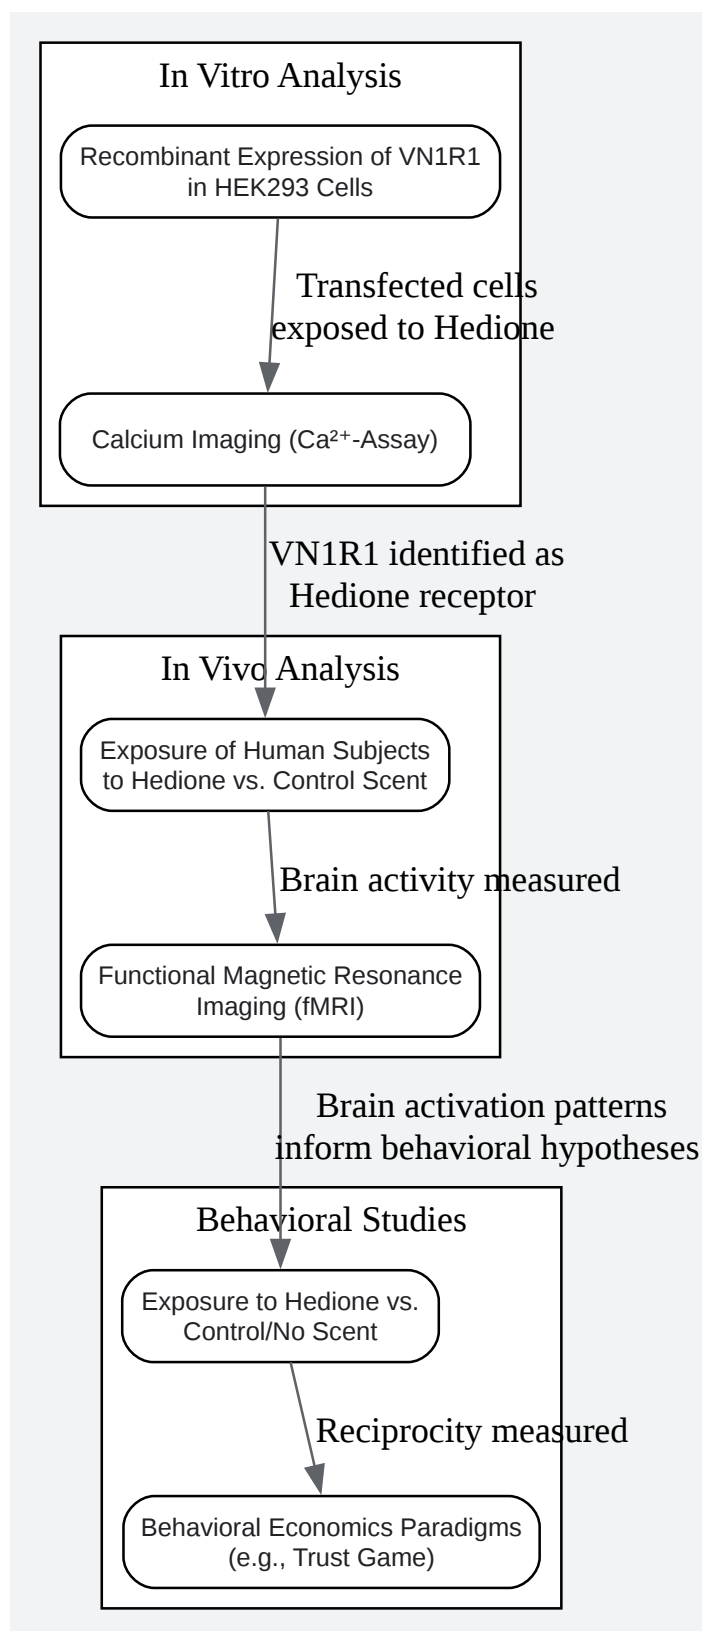 In Vitro Analysis
Recombinant Expression of VN1R1
in HEK293 Cells
Transfected cells
exposed to Hedione
Calcium Imaging (Ca²⁺-Assay)
VN1R1 identified as
Hedione receptor
In Vivo Analysis
Exposure of Human Subjects
to Hedione vs. Control Scent
Brain activity measured
Functional Magnetic Resonance
Imaging (fMRI)
Brain activation patterns
inform behavioral hypotheses
Behavioral Studies
Exposure to Hedione vs.
Control/No Scent
Reciprocity measured
Behavioral Economics Paradigms
(e.g., Trust Game)